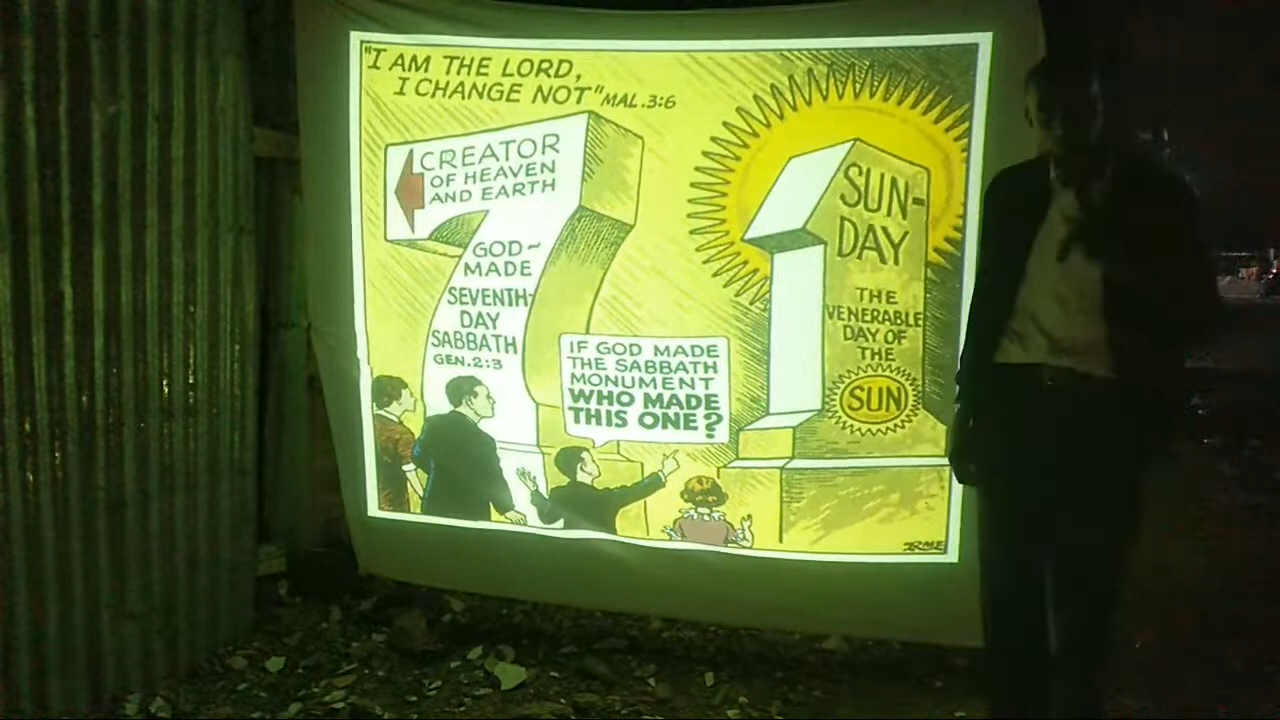 "I AM THE LORD,
I CHANGE NOT" MAL.3:6
CREATOR
OF HEAVEN
AND EARTH
GOD~
MADE
SEVENTH-
DAY
SABBATH
GEN.2:3
IF GOD MADE
THE SABBATH
MONUMENT
WHO MADE
THIS ONE?
SUN-
DAY
THE
VENERABLE
DAY OF
THE
SUN